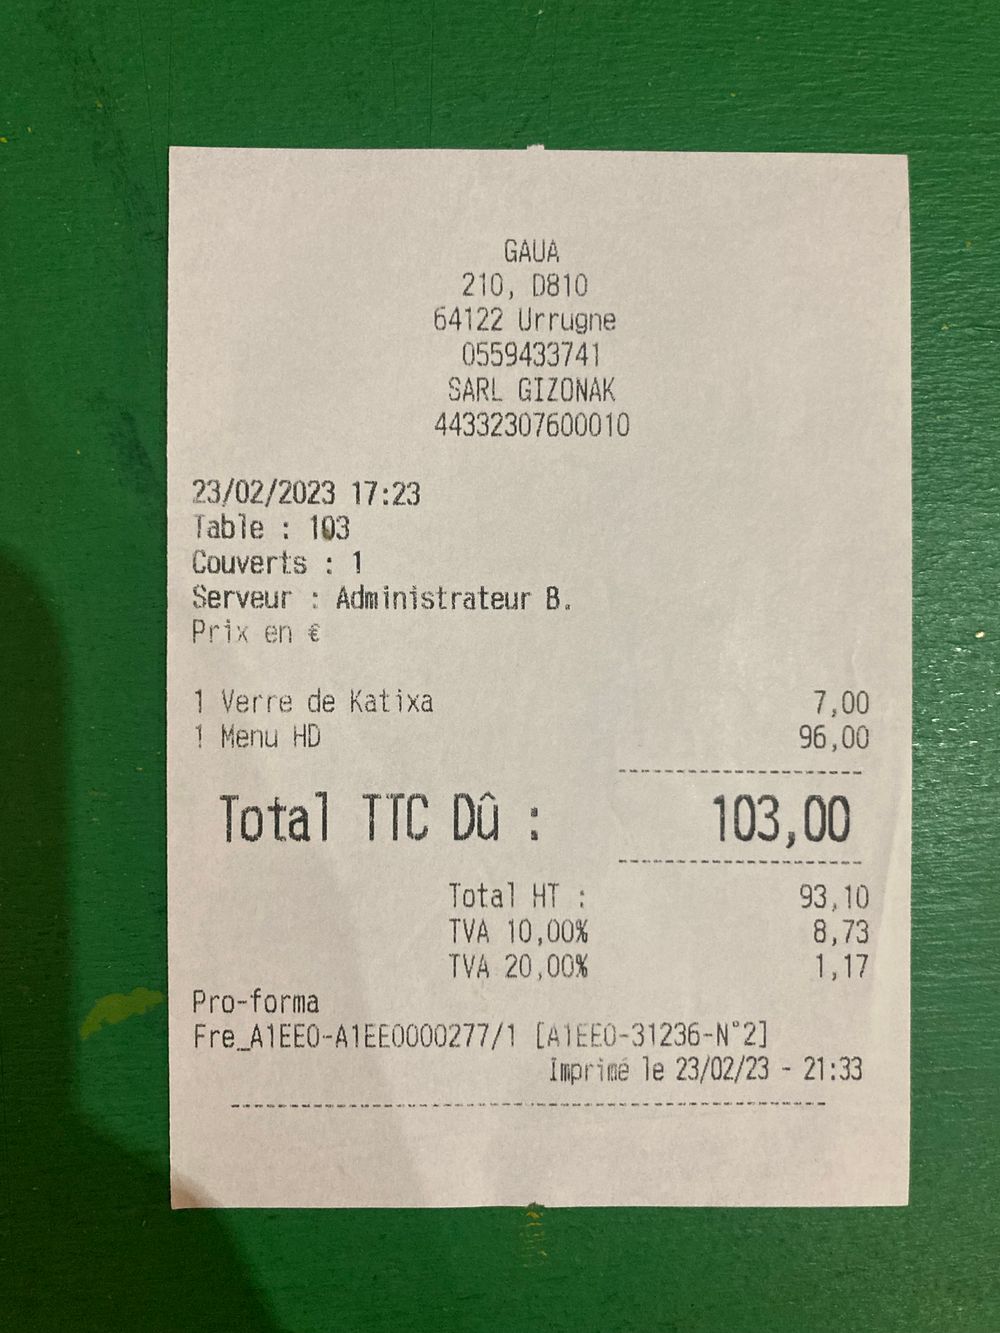 GAUA
210, D810
64122 Urrugne
0559433741
SARL GIZONAK
44332307600010
23/02/2023 17:23
Table : 103
Couverts : 1
Serveur : Administrateur B.
Prix en €
1 Verre de Katixa 7,00
1 Menu HD 96,00
Total TTC Dû : 103,00
Total HT : 93,10
TVA 10,00% 8,73
TVA 20,00% 1,17
Pro-forma
Fre_A1EE0-A1EE0000277/1 [A1EE0-31236-N°2]
Imprimé le 23/02/23 - 21:33